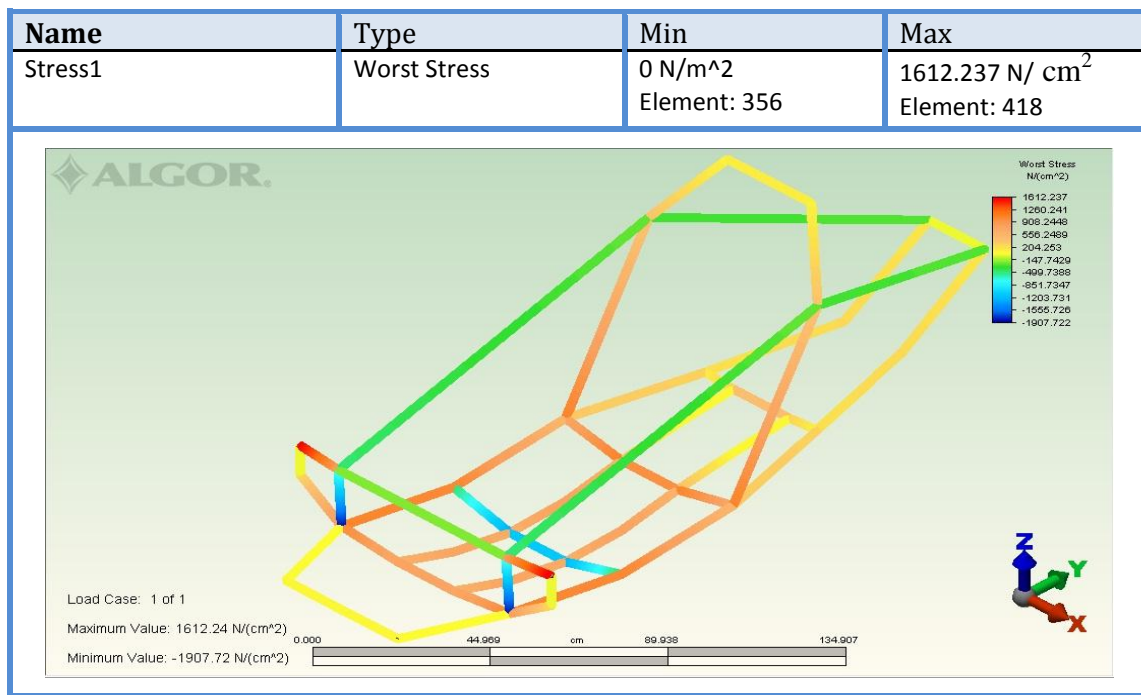 Name Type Min Max
Stress1 Worst Stress 0 N/m^2 1612.237 N/ cm²
Element: 356 Element: 418
ALGOR®
Worst Stress
N/(cm^2)
1612.237
1260.241
908.2448
556.2489
204.253
-147.7429
-499.7388
-851.7347
-1203.731
-1555.726
-1907.722
Load Case: 1 of 1
Maximum Value: 1612.24 N/(cm^2)
Minimum Value: -1907.72 N/(cm^2)
0.000 44.969 cm 89.938 134.907
Z
Y
X